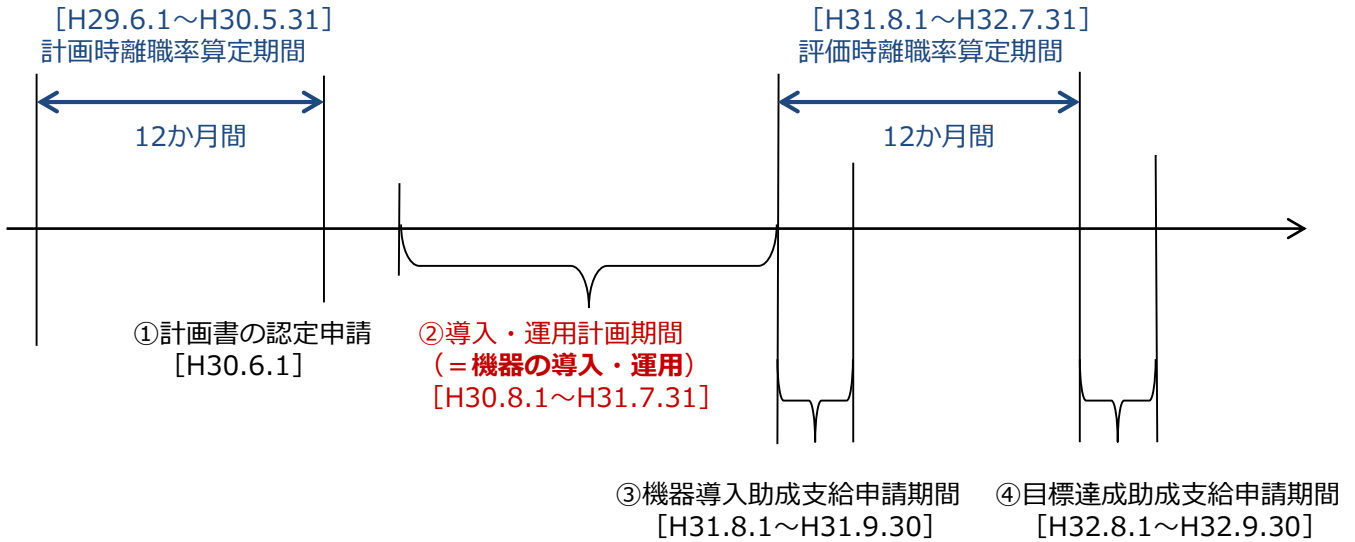 ［H29.6.1～H30.5.31］
計画時離職率算定期間
12か月間
［H31.8.1～H32.7.31］
評価時離職率算定期間
12か月間
①計画書の認定申請
［H30.6.1］
②導入・運用計画期間
（＝機器の導入・運用）
［H30.8.1～H31.7.31］
③機器導入助成支給申請期間
［H31.8.1～H31.9.30］
④目標達成助成支給申請期間
［H32.8.1～H32.9.30］